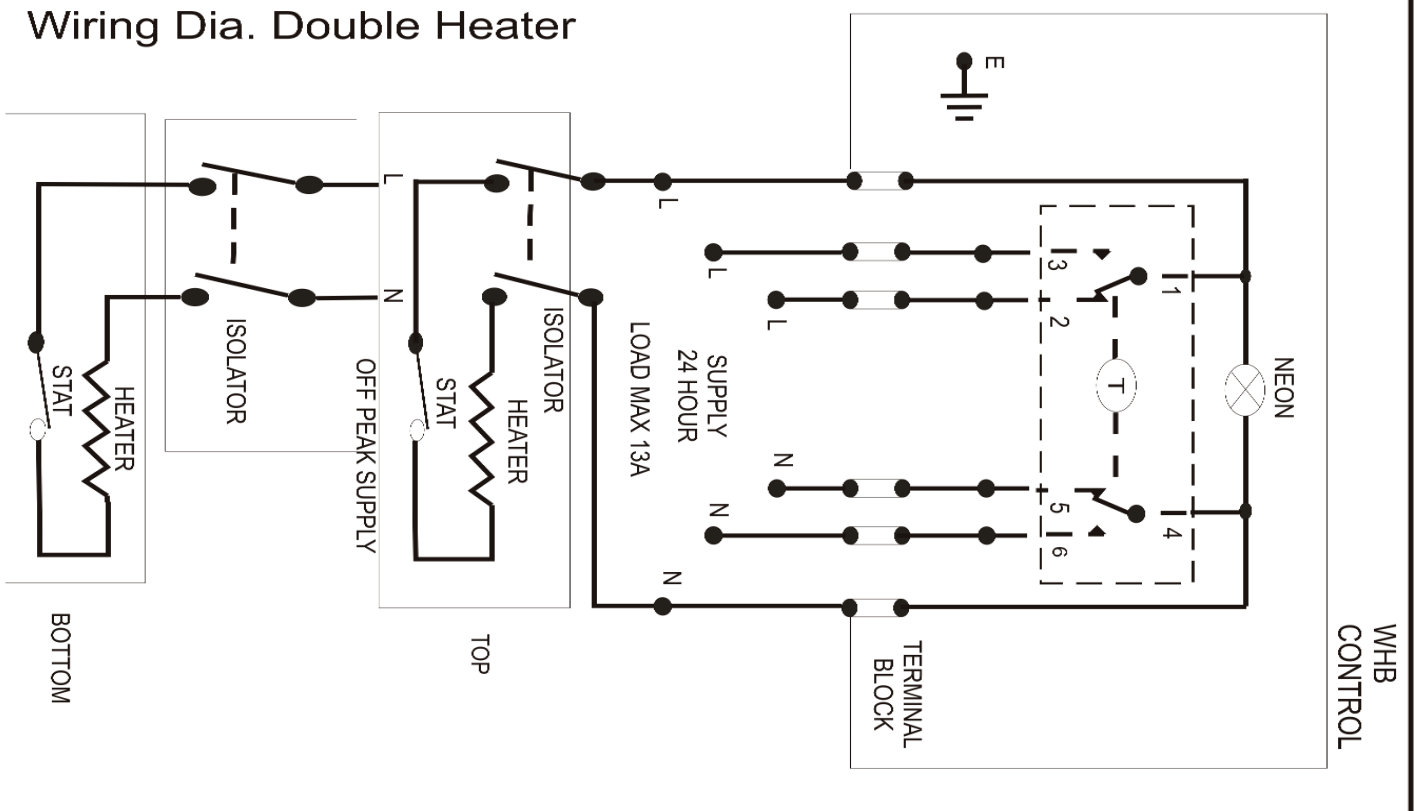 Wiring Dia. Double Heater
E
L
N
L
L
L
3
2
1
T
NEON
5
6
4
N
N
N
STAT
HEATER
ISOLATOR
OFF PEAK SUPPLY
STAT
HEATER
ISOLATOR
LOAD MAX 13A
24 HOUR
SUPPLY
BOTTOM
TOP
TERMINAL
BLOCK
WHB
CONTROL